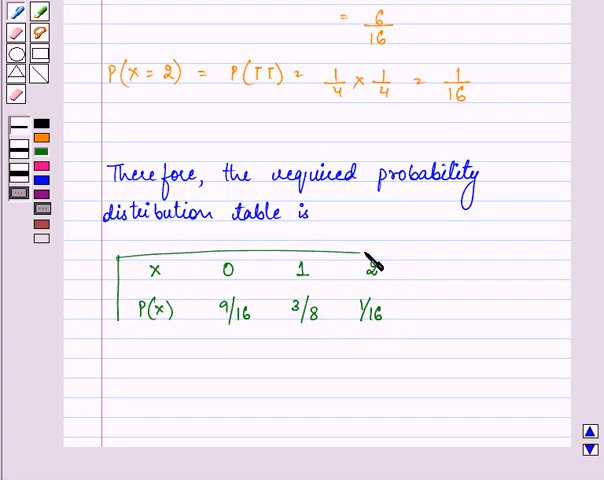 = 6/16
P(X = 2) = P(TT) = 1/4 × 1/4 = 1/16
Therefore, the required probability
distribution table is
X 0 1 2
P(X) 9/16 3/8 1/16